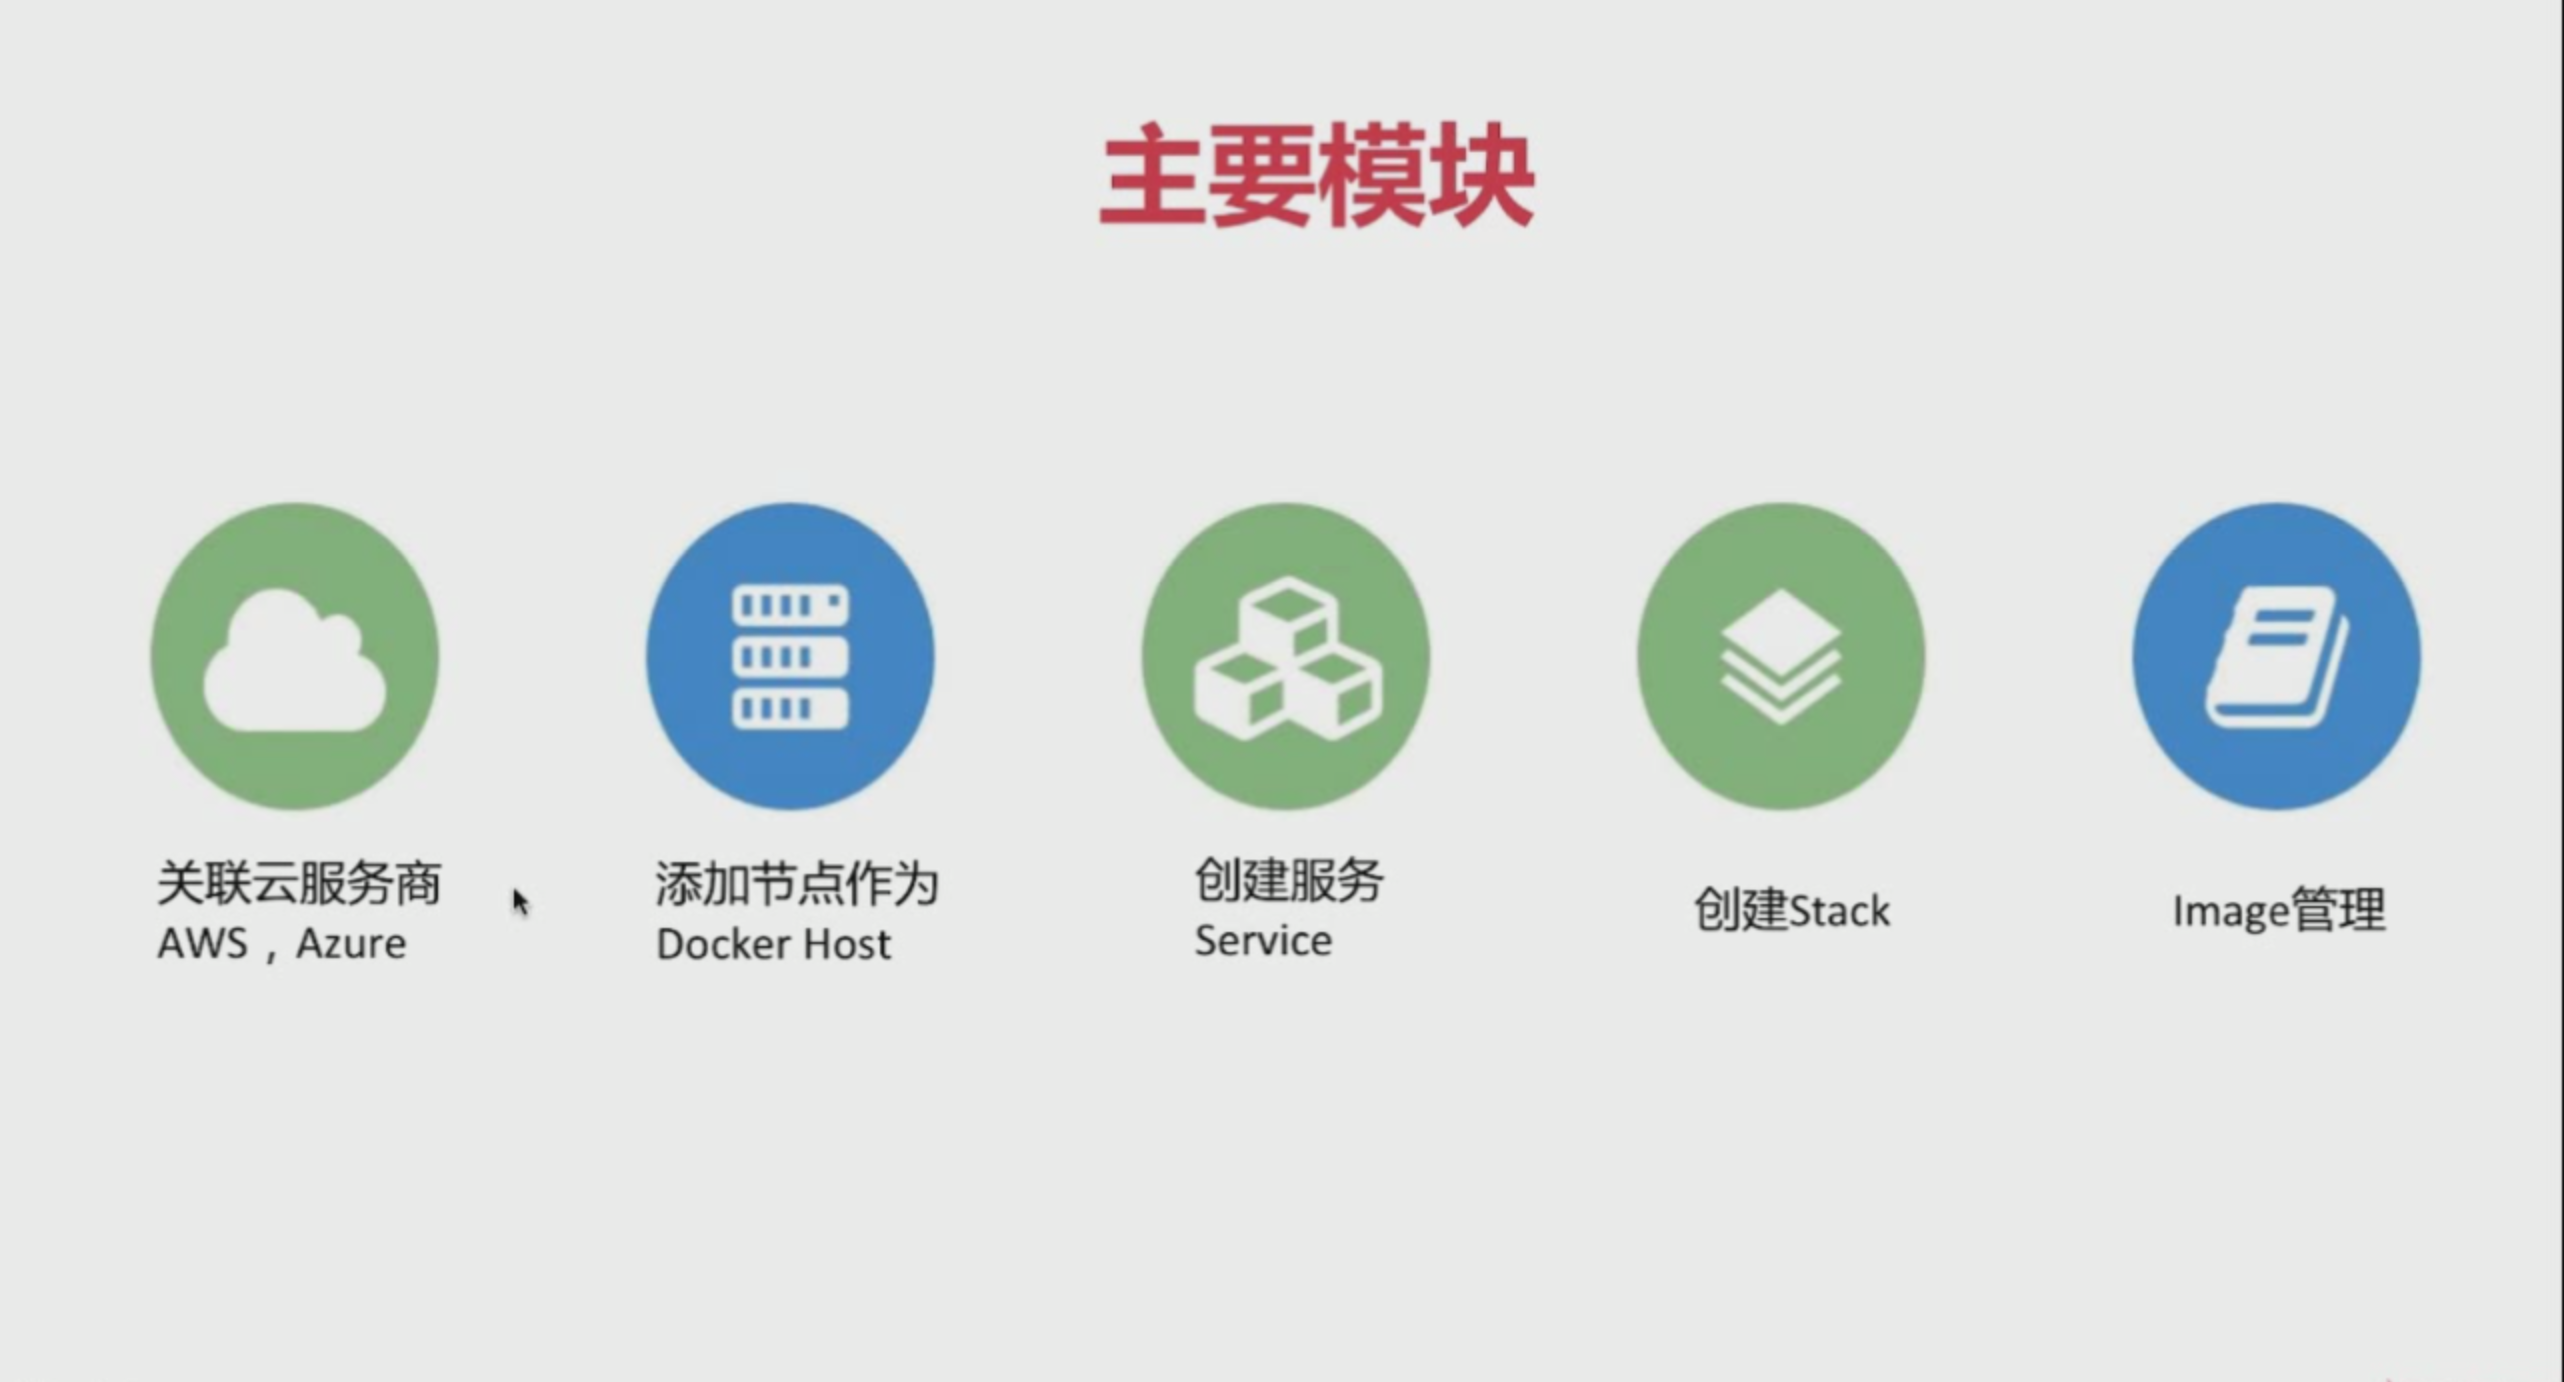 主要模块
关联云服务商
AWS，Azure
添加节点作为
Docker Host
创建服务
Service
创建Stack
Image管理